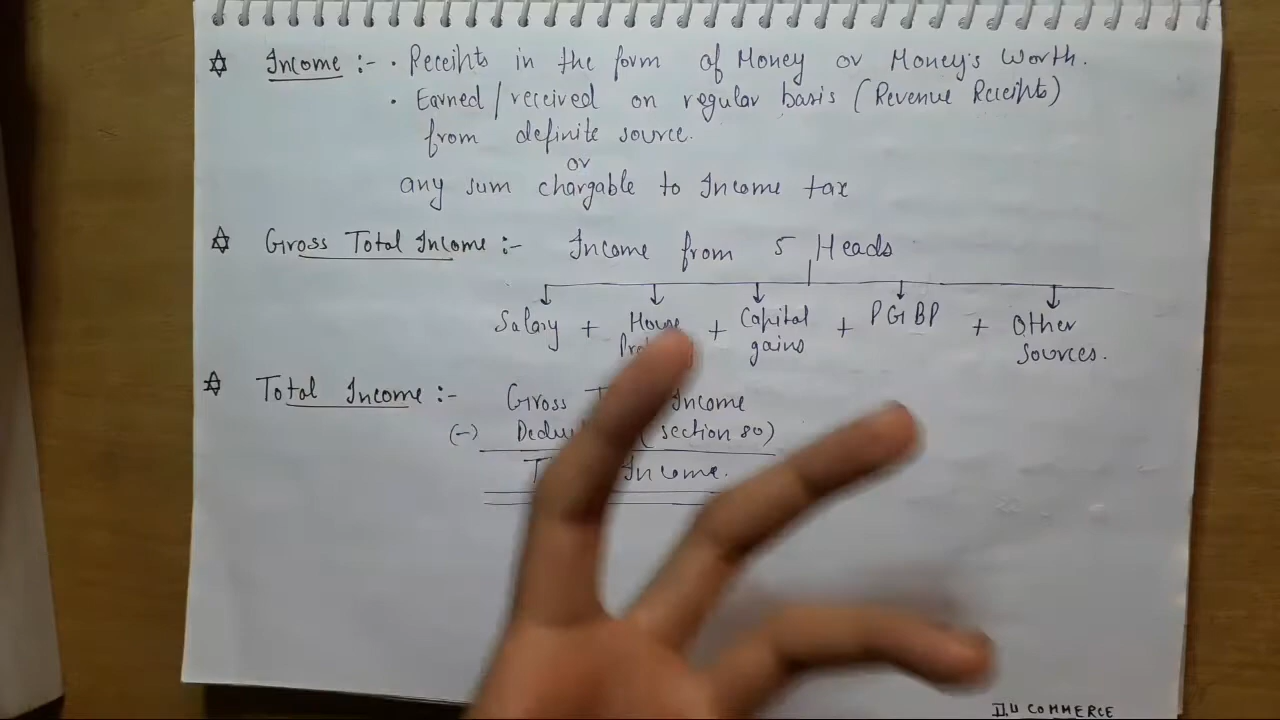 Income :- · Receipts in the form of Money or Money's Worth.
· Earned/received on regular basis (Revenue Receipts)
from definite source.
or
any sum chargable to Income tax
Gross Total Income :- Income from 5 Heads
Salary + House + Capital gains + PGBP + Other Sources.
Total Income :- Gross Income
(-) (section 80)
Income.
IJU COMMERCE